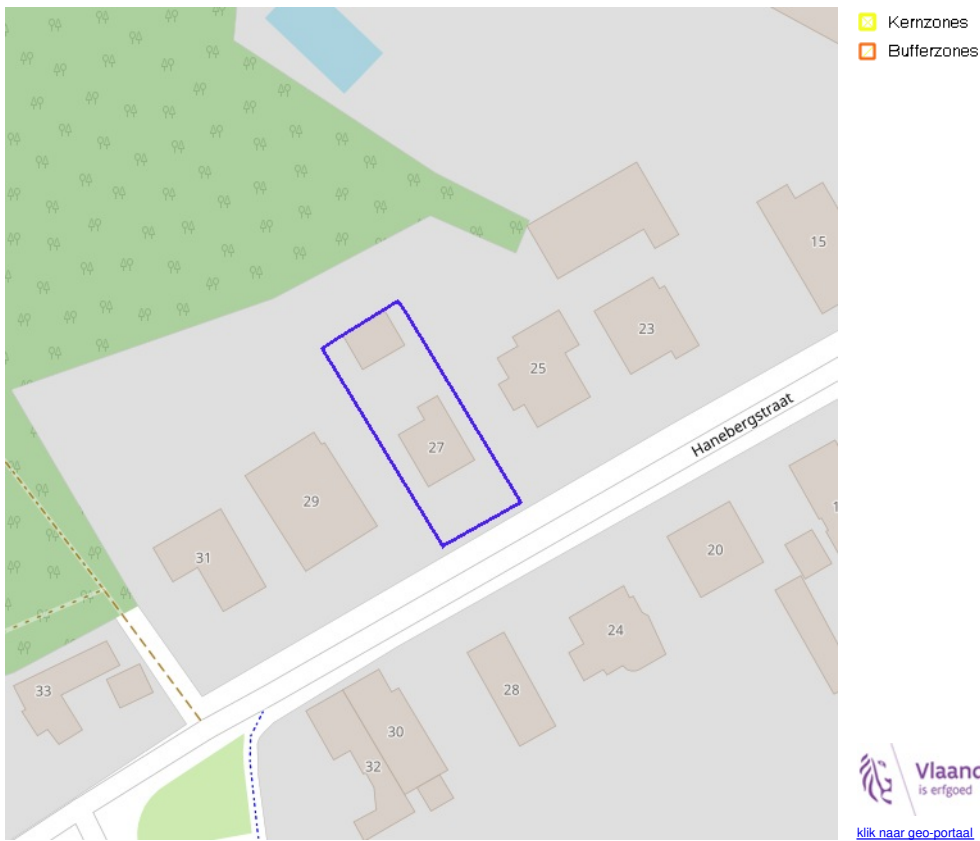 Kernzones
Bufferzones
15
23
25
27
29
31
Hanebergstraat
20
24
28
30
32
33
Vlaand
is erfgoed
klik naar geo-portaal